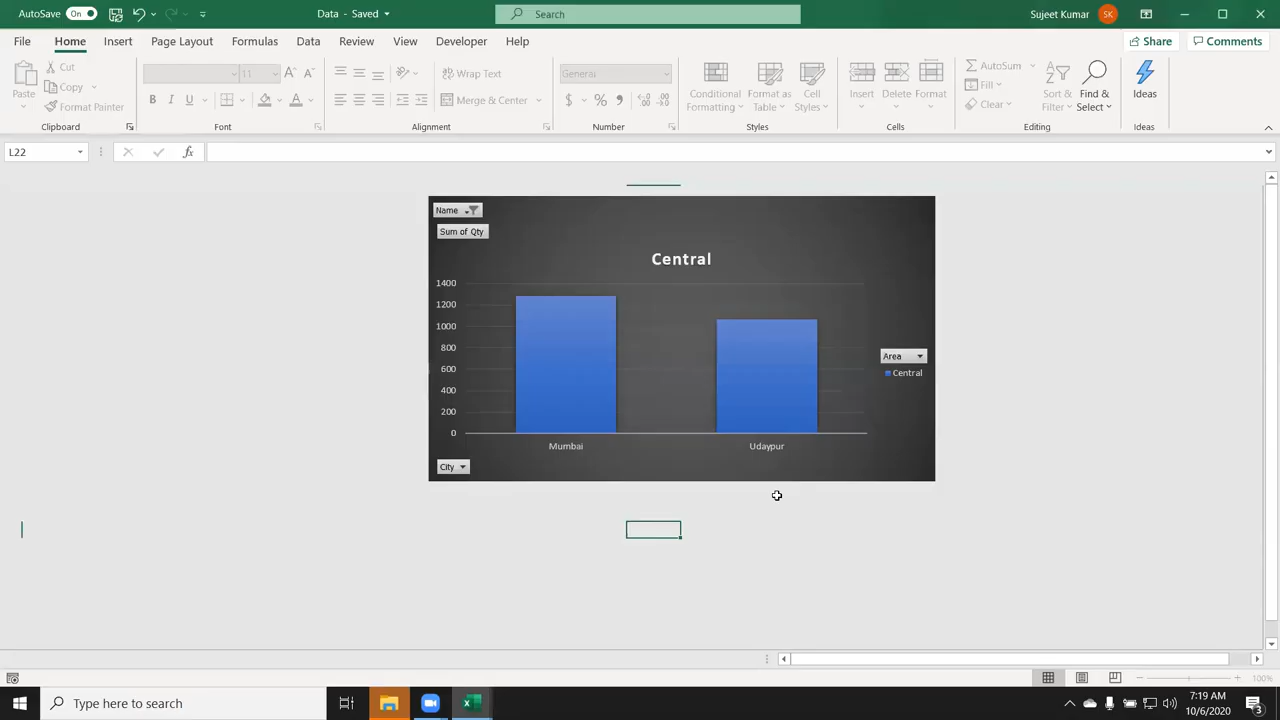 AutoSave On Data - Saved Search Sujeet Kumar SK
File Home Insert Page Layout Formulas Data Review View Developer Help Share Comments
Paste
Cut
Copy
Format Painter
Clipboard
11
B I U
A
Font
Wrap Text
Merge & Center
Alignment
General
$ % ,
Number
Conditional Formatting
Format as Table
Cell Styles
Styles
Insert
Delete
Format
Cells
AutoSum
Fill
Clear
Sort & Filter
Find & Select
Editing
Ideas
Ideas
L22 fx
Name
Sum of Qty
Central
1400
1200
1000
800
600
400
200
0
Mumbai Udaypur
Area
Central
City
100%
Type here to search
7:19 AM
10/6/2020
3